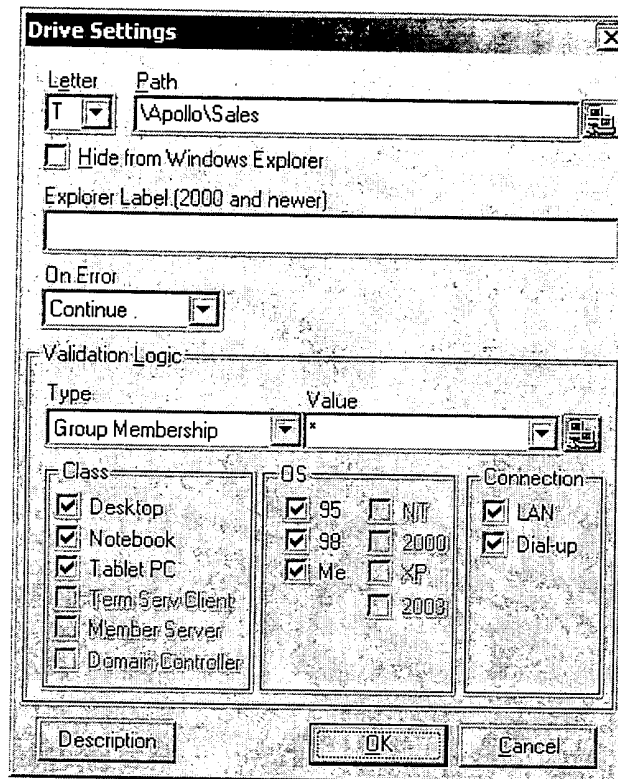 Drive Settings
Letter Path
T \Apollo\Sales
Hide from Windows Explorer
Explorer Label (2000 and newer)
On Error
Continue
Validation Logic
Type Value
Group Membership *
Class OS Connection
Desktop 95 NT LAN
Notebook 98 2000 Dial-up
Tablet PC Me XP
Term Serv Client 2003
Member Server
Domain Controller
Description OK Cancel